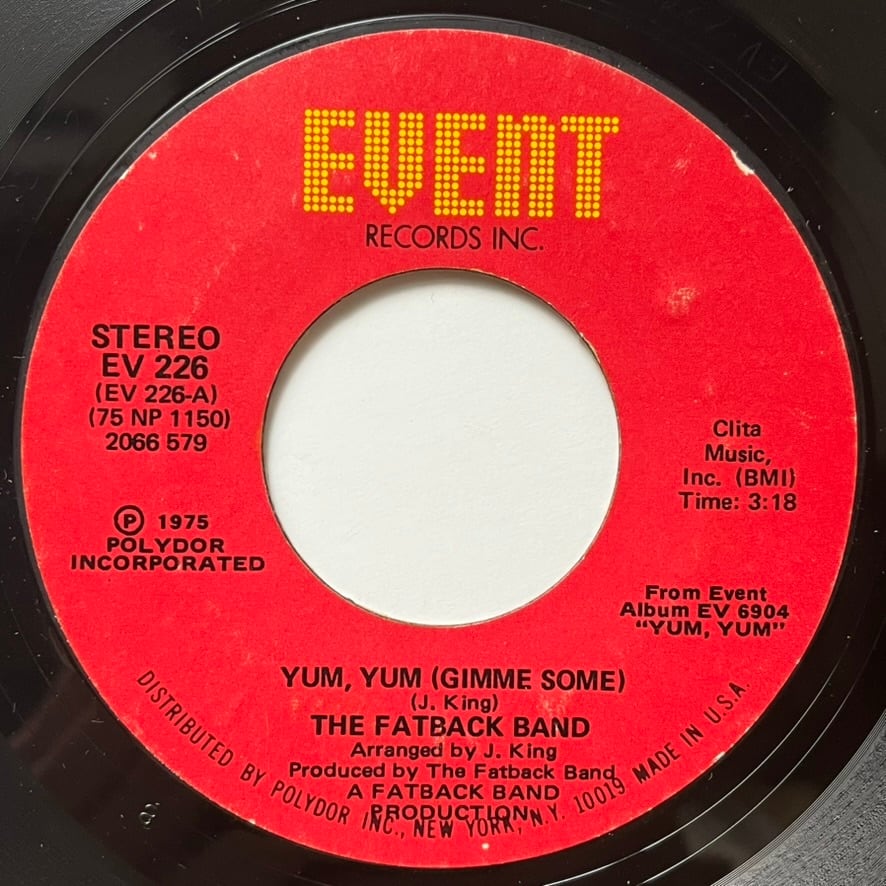 EVENT
RECORDS INC.
STEREO
EV 226
(EV 226-A)
(75 NP 1150)
2066 579
Ⓟ 1975
POLYDOR
INCORPORATED
Clita
Music,
Inc. (BMI)
Time: 3:18
From Event
Album EV 6904
"YUM, YUM"
YUM, YUM (GIMME SOME)
(J. King)
THE FATBACK BAND
Arranged by J. King
Produced by The Fatback Band
A FATBACK BAND
PRODUCTION
DISTRIBUTED BY POLYDOR INC., NEW YORK, N.Y. 10019 MADE IN U.S.A.